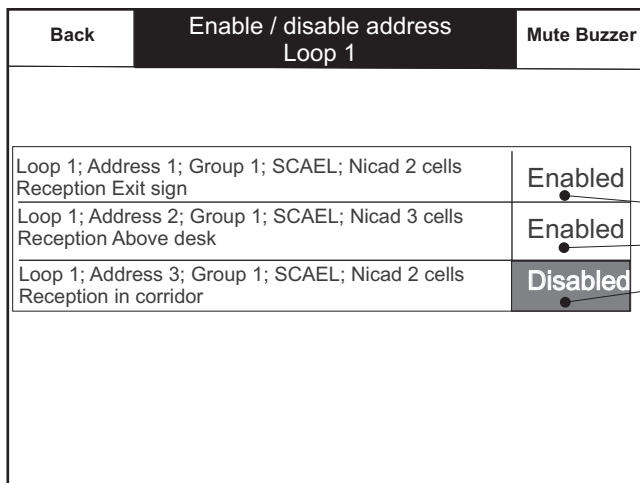 Back
Enable / disable address
Loop 1
Mute Buzzer
Loop 1; Address 1; Group 1; SCAEL; Nicad 2 cells
Reception Exit sign
Enabled
Loop 1; Address 2; Group 1; SCAEL; Nicad 3 cells
Reception Above desk
Enabled
Loop 1; Address 3; Group 1; SCAEL; Nicad 2 cells
Reception in corridor
Disabled